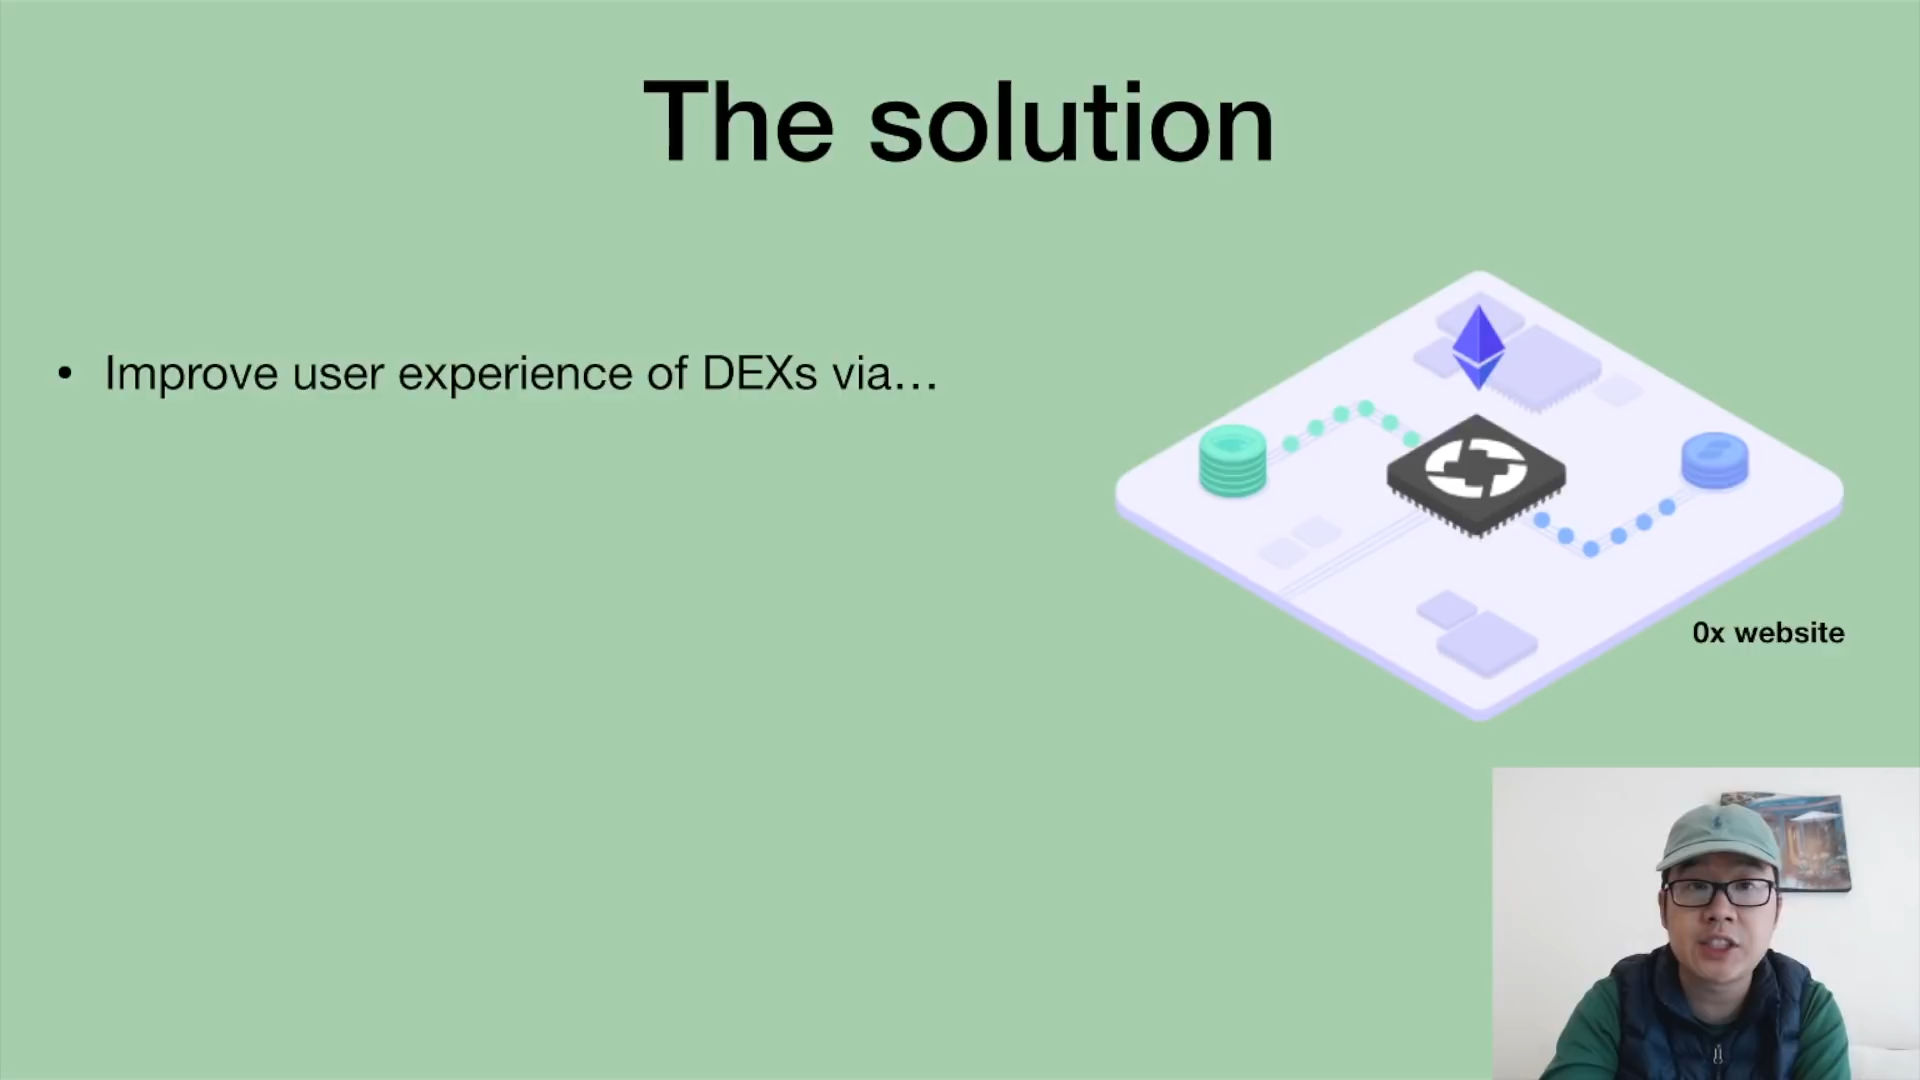 The solution
• Improve user experience of DEXs via…
0x website